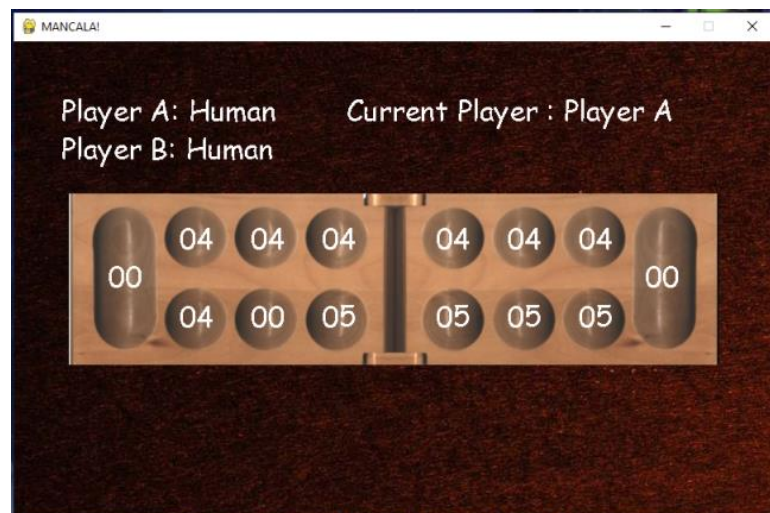 MANCALA!
Player A: Human Current Player : Player A
Player B: Human
04 04 04 04 04 04
00 00
04 00 05 05 05 05